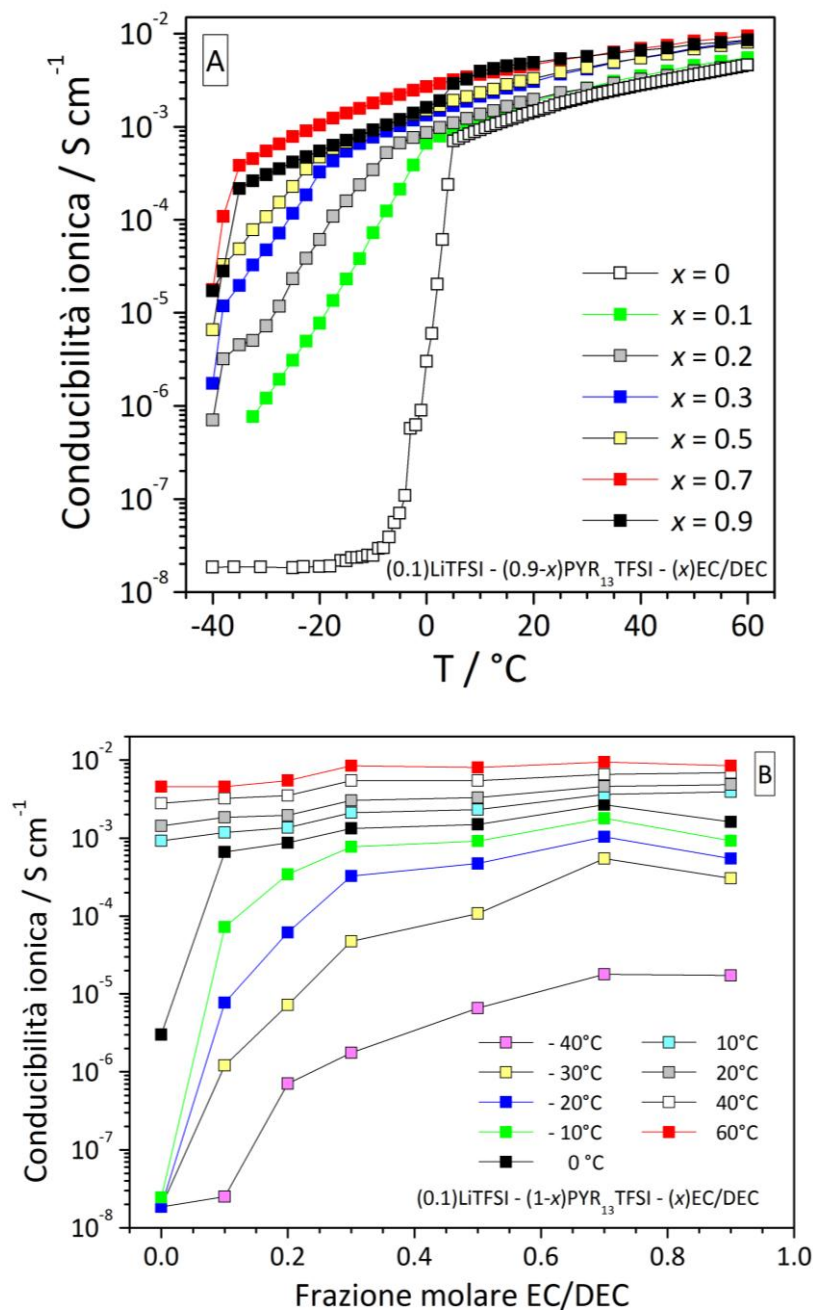 A
Conducibilità ionica / S cm⁻¹
10⁻²
10⁻³
10⁻⁴
10⁻⁵
10⁻⁶
10⁻⁷
10⁻⁸
x = 0
x = 0.1
x = 0.2
x = 0.3
x = 0.5
x = 0.7
x = 0.9
(0.1)LiTFSI - (0.9-x)PYR₁₃TFSI - (x)EC/DEC
-40 -20 0 20 40 60
T / °C
B
Conducibilità ionica / S cm⁻¹
10⁻²
10⁻³
10⁻⁴
10⁻⁵
10⁻⁶
10⁻⁷
10⁻⁸
- 40°C 10°C
- 30°C 20°C
- 20°C 40°C
- 10°C 60°C
0 °C
(0.1)LiTFSI - (1-x)PYR₁₃TFSI - (x)EC/DEC
0.0 0.2 0.4 0.6 0.8 1.0
Frazione molare EC/DEC